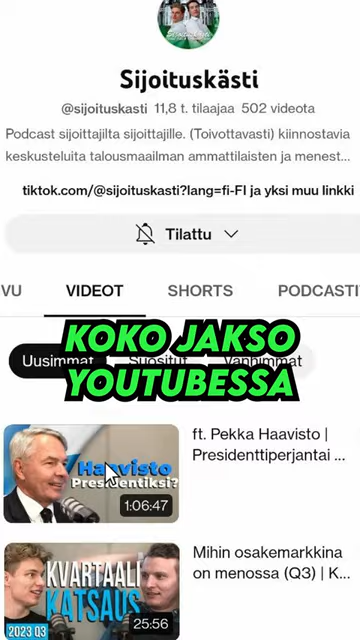 Sijoituskästi
@sijoituskasti 11,8 t. tilaajaa 502 videota
Podcast sijoittajilta sijoittajille. (Toivottavasti) kiinnostavia
keskusteluita talousmaailman ammattilaisten ja menest...
tiktok.com/@sijoituskasti?lang=fi-FI ja yksi muu linkki
Tilattu
VU VIDEOT SHORTS PODCASTI
KOKO JAKSO
Uusimmat Suositut Vanhimmat
YOUTUBESSA
ft. Pekka Haavisto |
Presidenttiperjantai ...
Haavisto
Presidentiksi?
1:06:47
Mihin osakemarkkina
on menossa (Q3) | K...
KVARTAALI
KATSAUS
2023 Q3
25:56